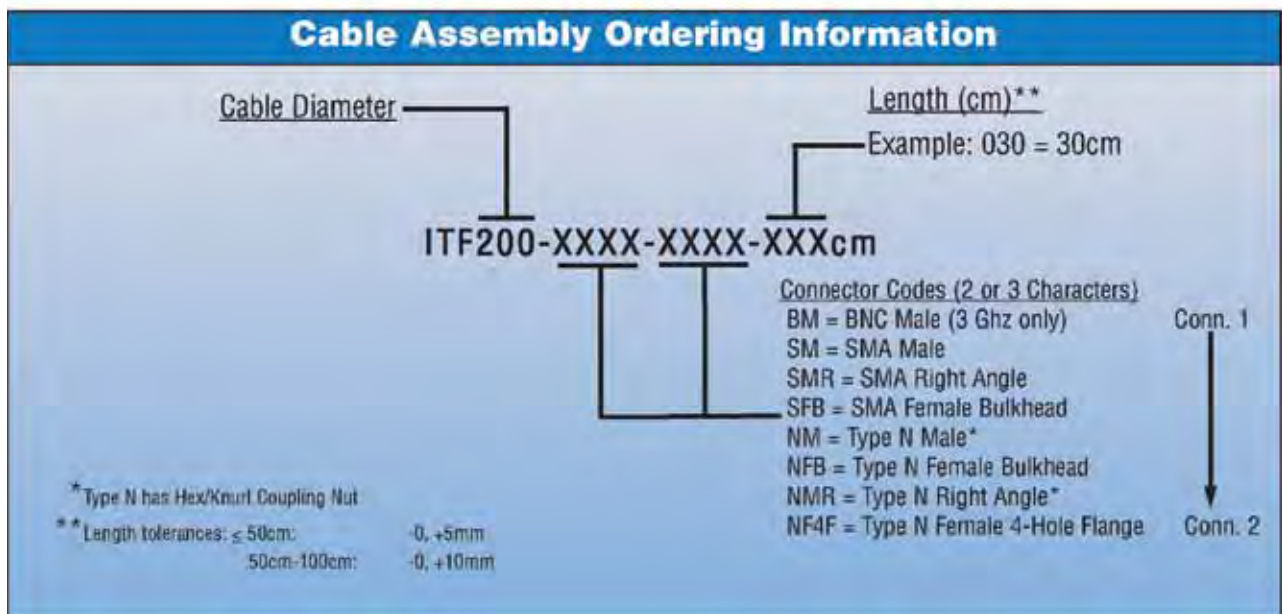 Cable Assembly Ordering Information
Cable Diameter
Length (cm)**
Example: 030 = 30cm
ITF200-XXXX-XXXX-XXXcm
Connector Codes (2 or 3 Characters)
BM = BNC Male (3 Ghz only) Conn. 1
SM = SMA Male
SMR = SMA Right Angle
SFB = SMA Female Bulkhead
NM = Type N Male*
NFB = Type N Female Bulkhead
NMR = Type N Right Angle*
NF4F = Type N Female 4-Hole Flange Conn. 2
*Type N has Hex/Knurl Coupling Nut
**Length tolerances: ≤ 50cm: -0, +5mm
50cm-100cm: -0, +10mm